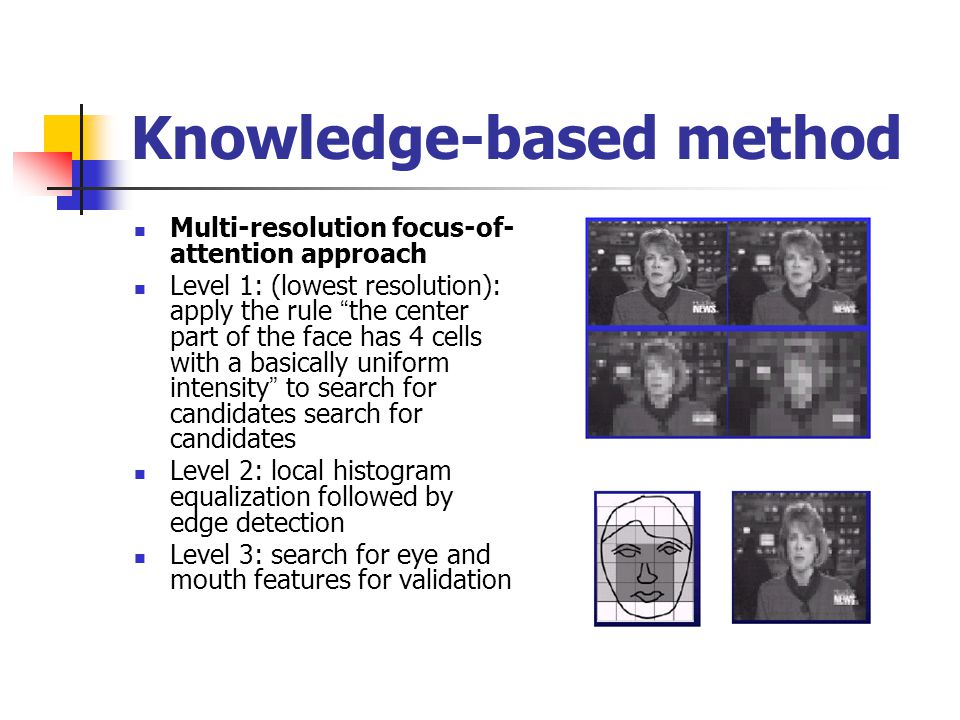 Knowledge-based method
Multi-resolution focus-of-
attention approach
Level 1: (lowest resolution):
apply the rule “the center
part of the face has 4 cells
with a basically uniform
intensity” to search for
candidates search for
candidates
Level 2: local histogram
equalization followed by
edge detection
Level 3: search for eye and
mouth features for validation
NEWS
NEWS